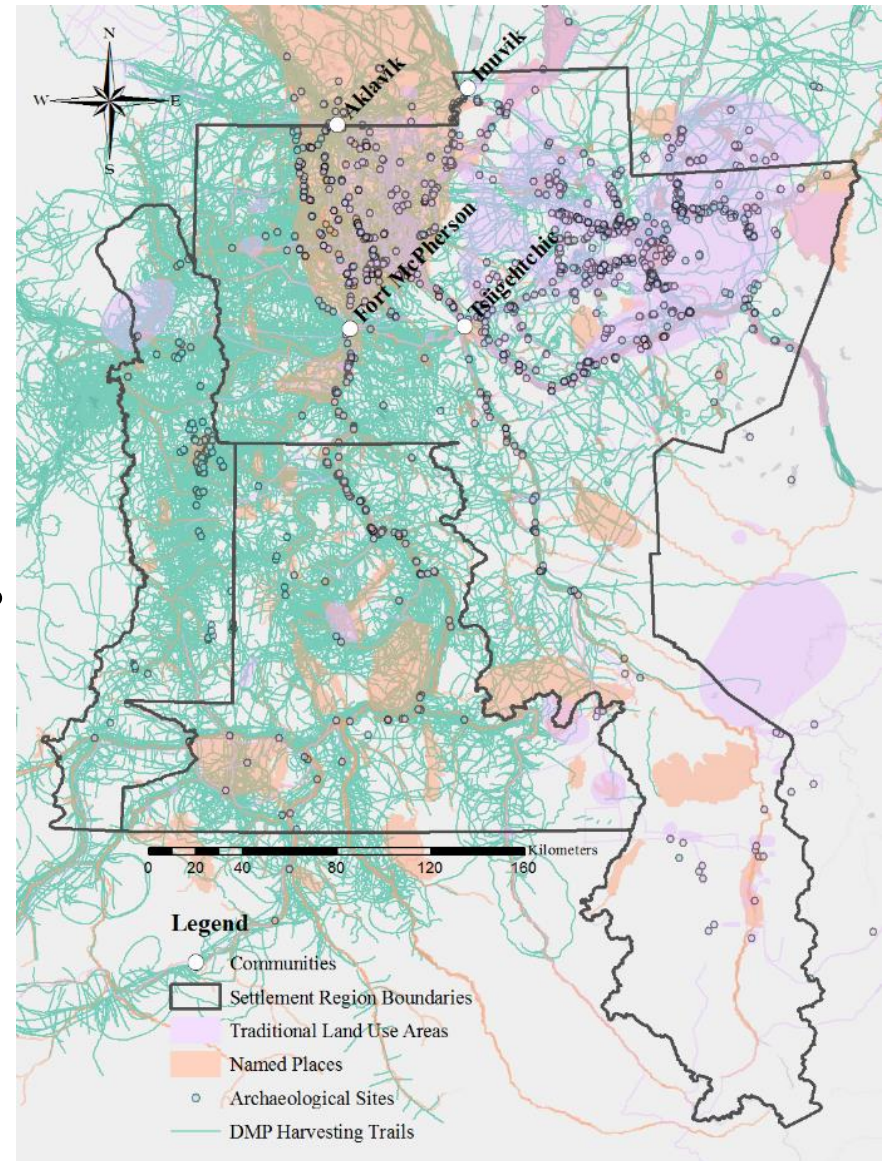 N
W E
S
Aklavik
Inuvik
Fort McPherson
Tsiigehtchic
Kilometers
0 20 40 80 120 160
Legend
Communities
Settlement Region Boundaries
Traditional Land Use Areas
Named Places
Archaeological Sites
DMP Harvesting Trails